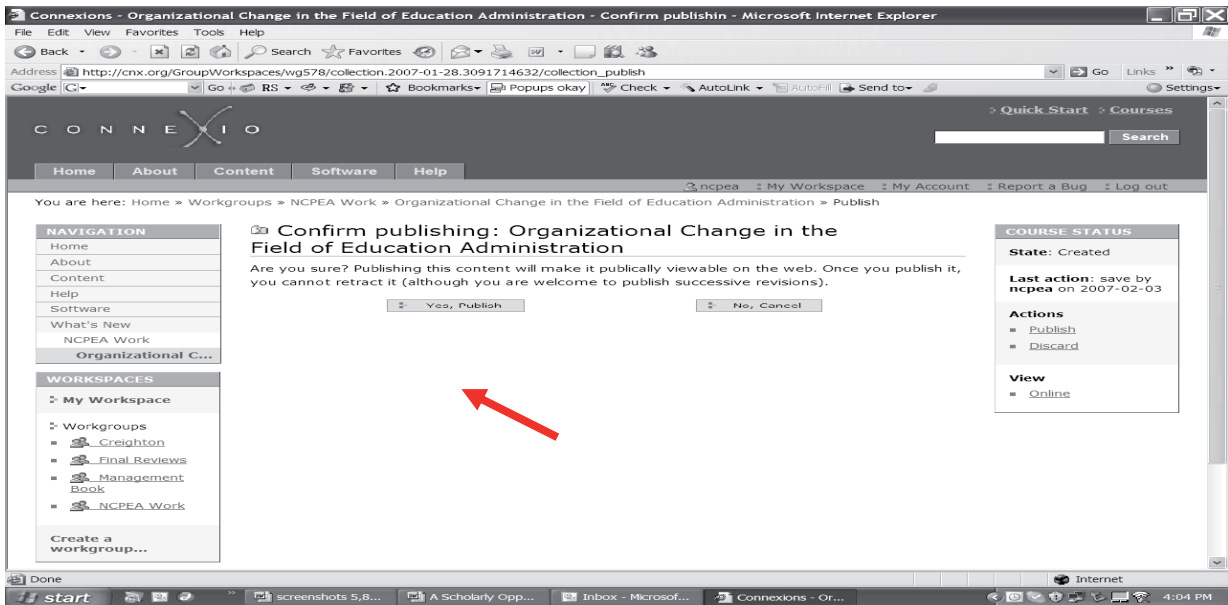 Connexions - Organizational Change in the Field of Education Administration - Confirm publishin - Microsoft Internet Explorer
File Edit View Favorites Tools Help
Back Search Favorites
Address http://cnx.org/GroupWorkspaces/wg578/collection.2007-01-28.3091714632/collection_publish Go Links »
Google G Go RS Bookmarks Popups okay ABC Check AutoLink AutoFill Send to Settings
> Quick Start > Courses
CONNEXIO
Search
Home About Content Software Help
ncpea My Workspace My Account Report a Bug Log out
You are here: Home » Workgroups » NCPEA Work » Organizational Change in the Field of Education Administration » Publish
NAVIGATION
Home
About
Content
Help
Software
What's New
NCPEA Work
Organizational C...
WORKSPACES
My Workspace
Workgroups
Creighton
Final Reviews
Management
Book
NCPEA Work
Create a
workgroup...
Confirm publishing: Organizational Change in the
Field of Education Administration
Are you sure? Publishing this content will make it publically viewable on the web. Once you publish it,
you cannot retract it (although you are welcome to publish successive revisions).
Yes, Publish No, Cancel
COURSE STATUS
State: Created
Last action: save by
ncpea on 2007-02-03
Actions
Publish
Discard
View
Online
Done Internet
start » screenshots 5,8... A Scholarly Opp... Inbox - Microsof... Connexions - Or... 4:04 PM